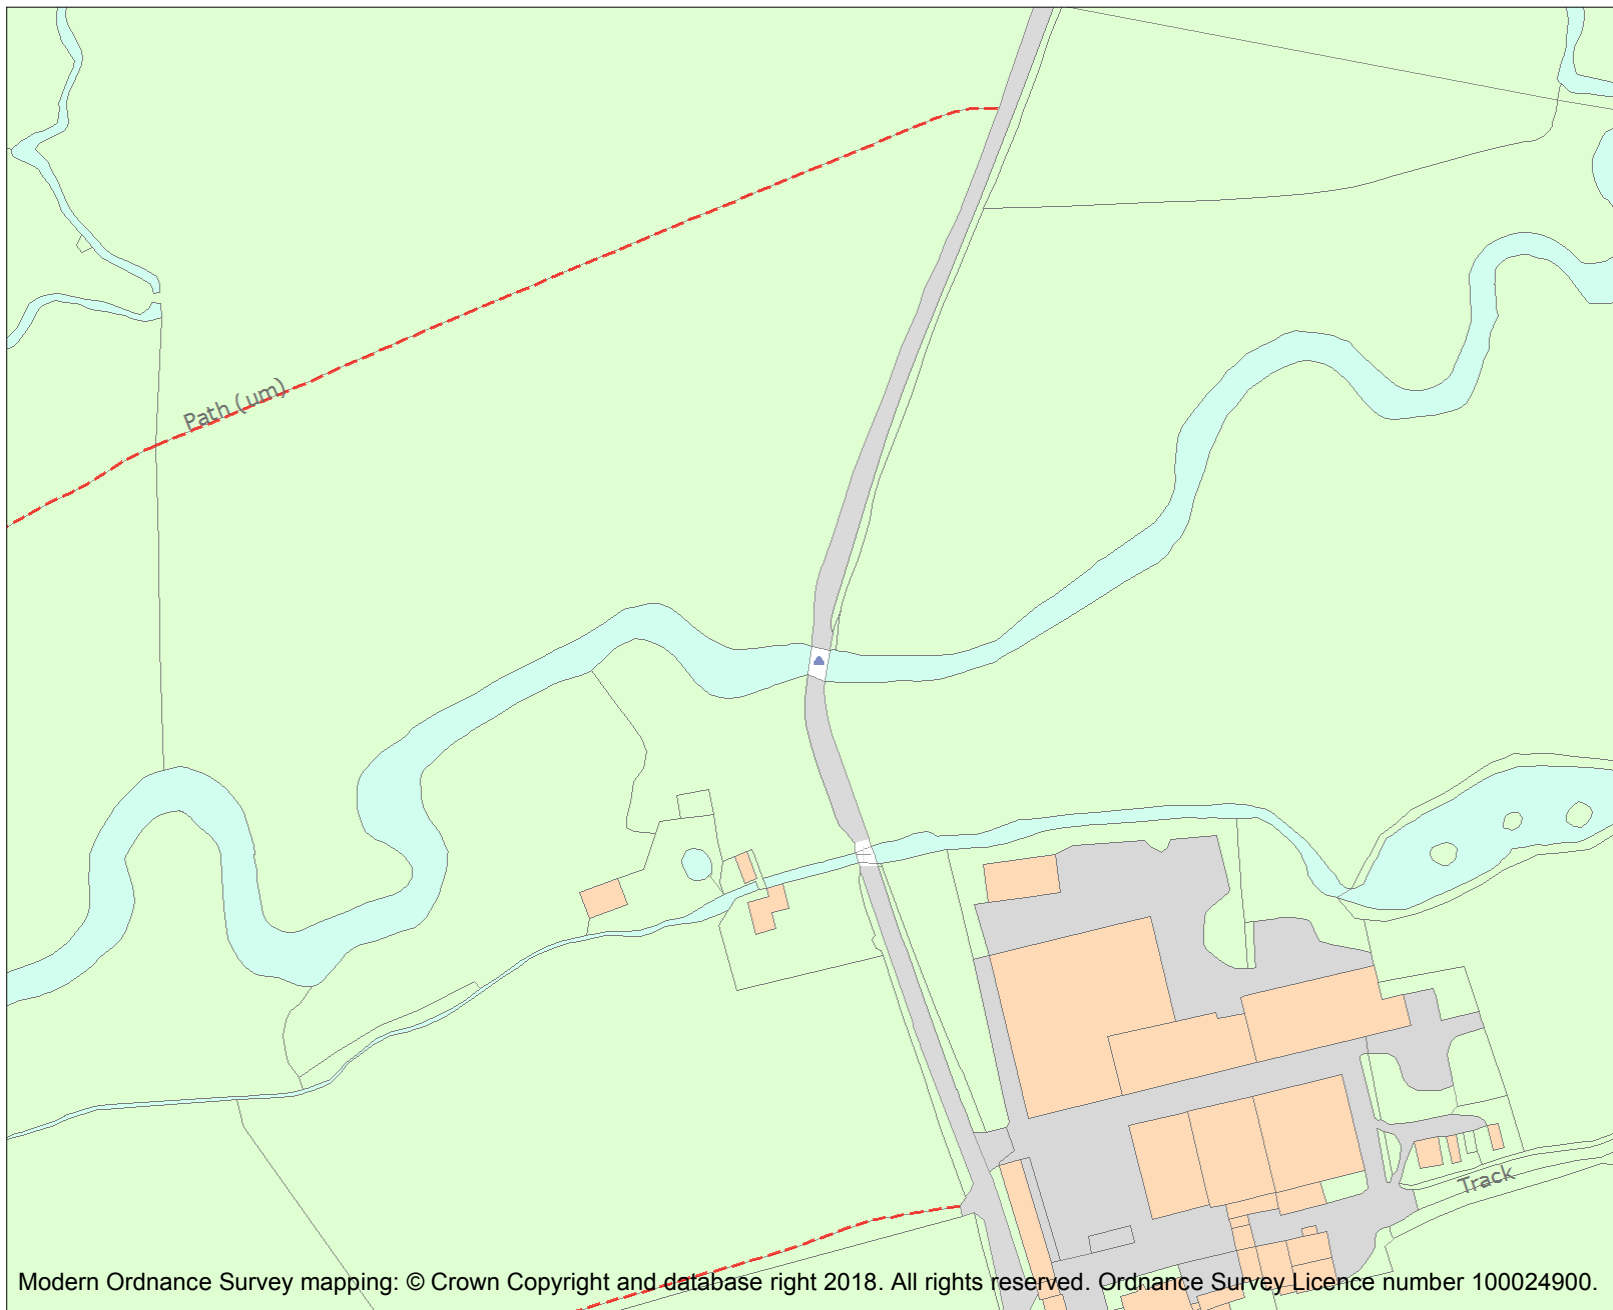 Path (um)
Track
Modern Ordnance Survey mapping: © Crown Copyright and database right 2018. All rights reserved. Ordnance Survey Licence number 100024900.